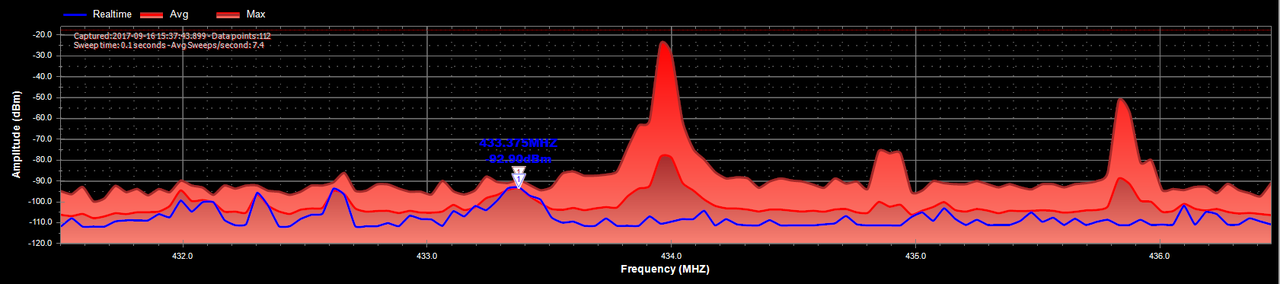 Realtime Avg Max
Captured:2017-09-16 15:37:43.899 - Data points:112
Sweep time: 0.1 seconds - Avg Sweeps/second: 7.4
-20.0
-30.0
-40.0
-50.0
-60.0
-70.0
-80.0
-90.0
-100.0
-110.0
-120.0
Amplitude (dBm)
433.375MHZ
-92.90dBm
1
432.0 433.0 434.0 435.0 436.0
Frequency (MHZ)